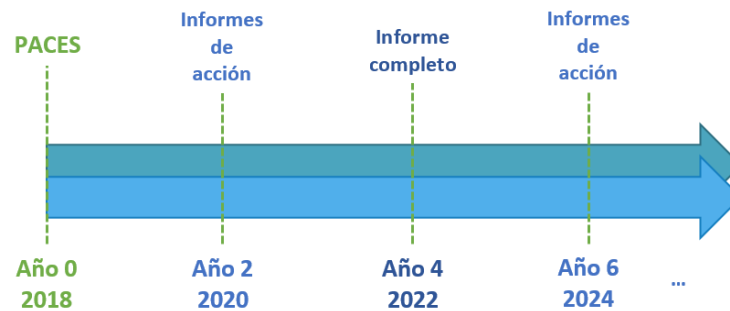 PACES
Informes
de
acción
Informe
completo
Informes
de
acción
Año 0
2018
Año 2
2020
Año 4
2022
Año 6
2024
...